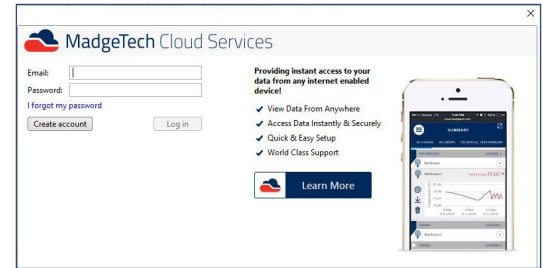 MadgeTech Cloud Services
Email:
Password:
I forgot my password
Create account
Log in
Providing instant access to your
data from any internet enabled
device!
View Data From Anywhere
Access Data Instantly & Securely
Quick & Easy Setup
World Class Support
Learn More
SUMMARY